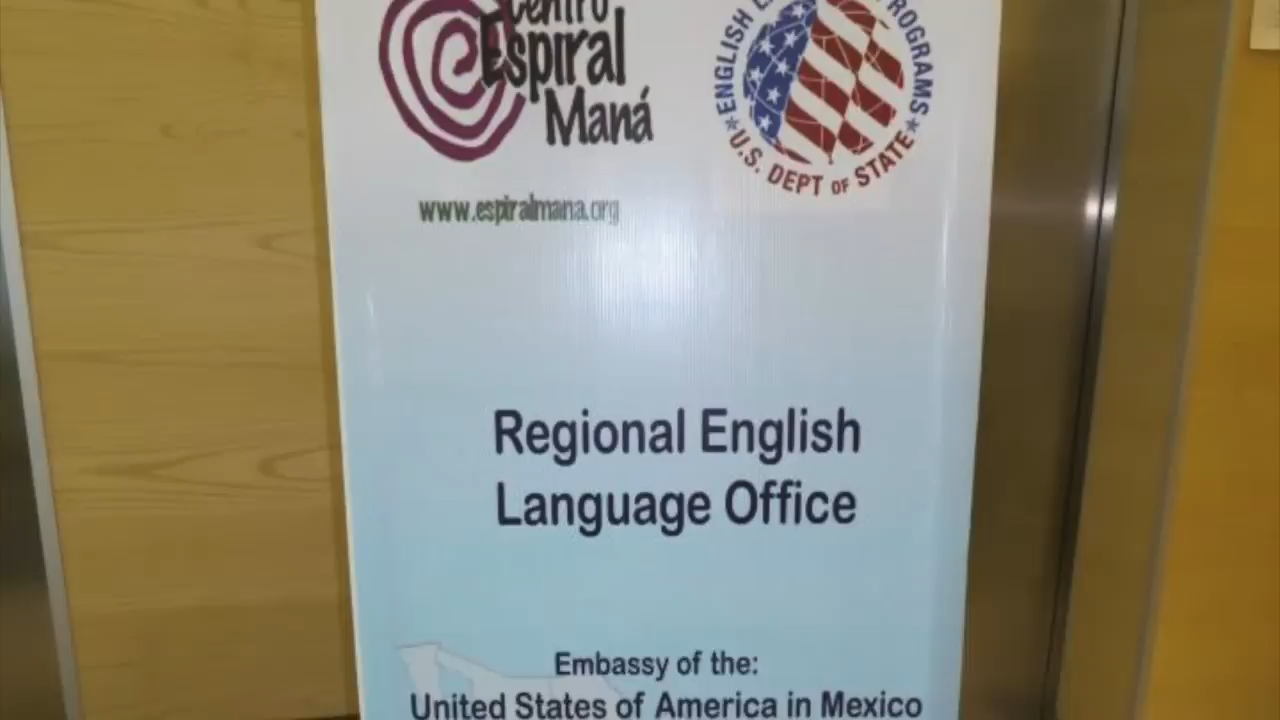 Centro
Espiral
Maná
ENGLISH PROGRAMS
U.S. DEPT OF STATE
www.espiralmana.org
Regional English
Language Office
Embassy of the:
United States of America in Mexico